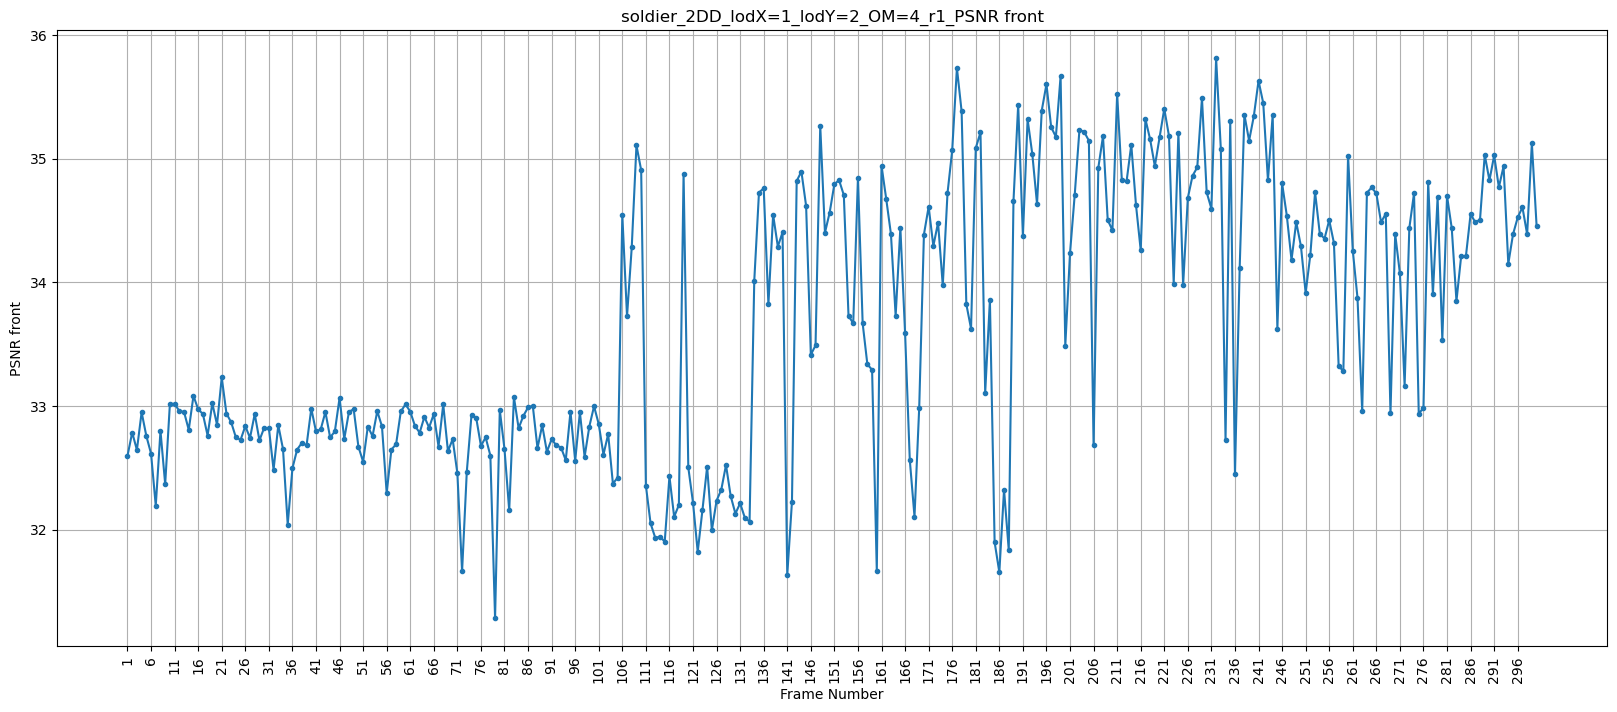 soldier_2DD_lodX=1_lodY=2_OM=4_r1_PSNR front
36
35
34
33
32
PSNR front
1 6 11 16 21 26 31 36 41 46 51 56 61 66 71 76 81 86 91 96 101 106 111 116 121 126 131 136 141 146 151 156 161 166 171 176 181 186 191 196 201 206 211 216 221 226 231 236 241 246 251 256 261 266 271 276 281 286 291 296
Frame Number